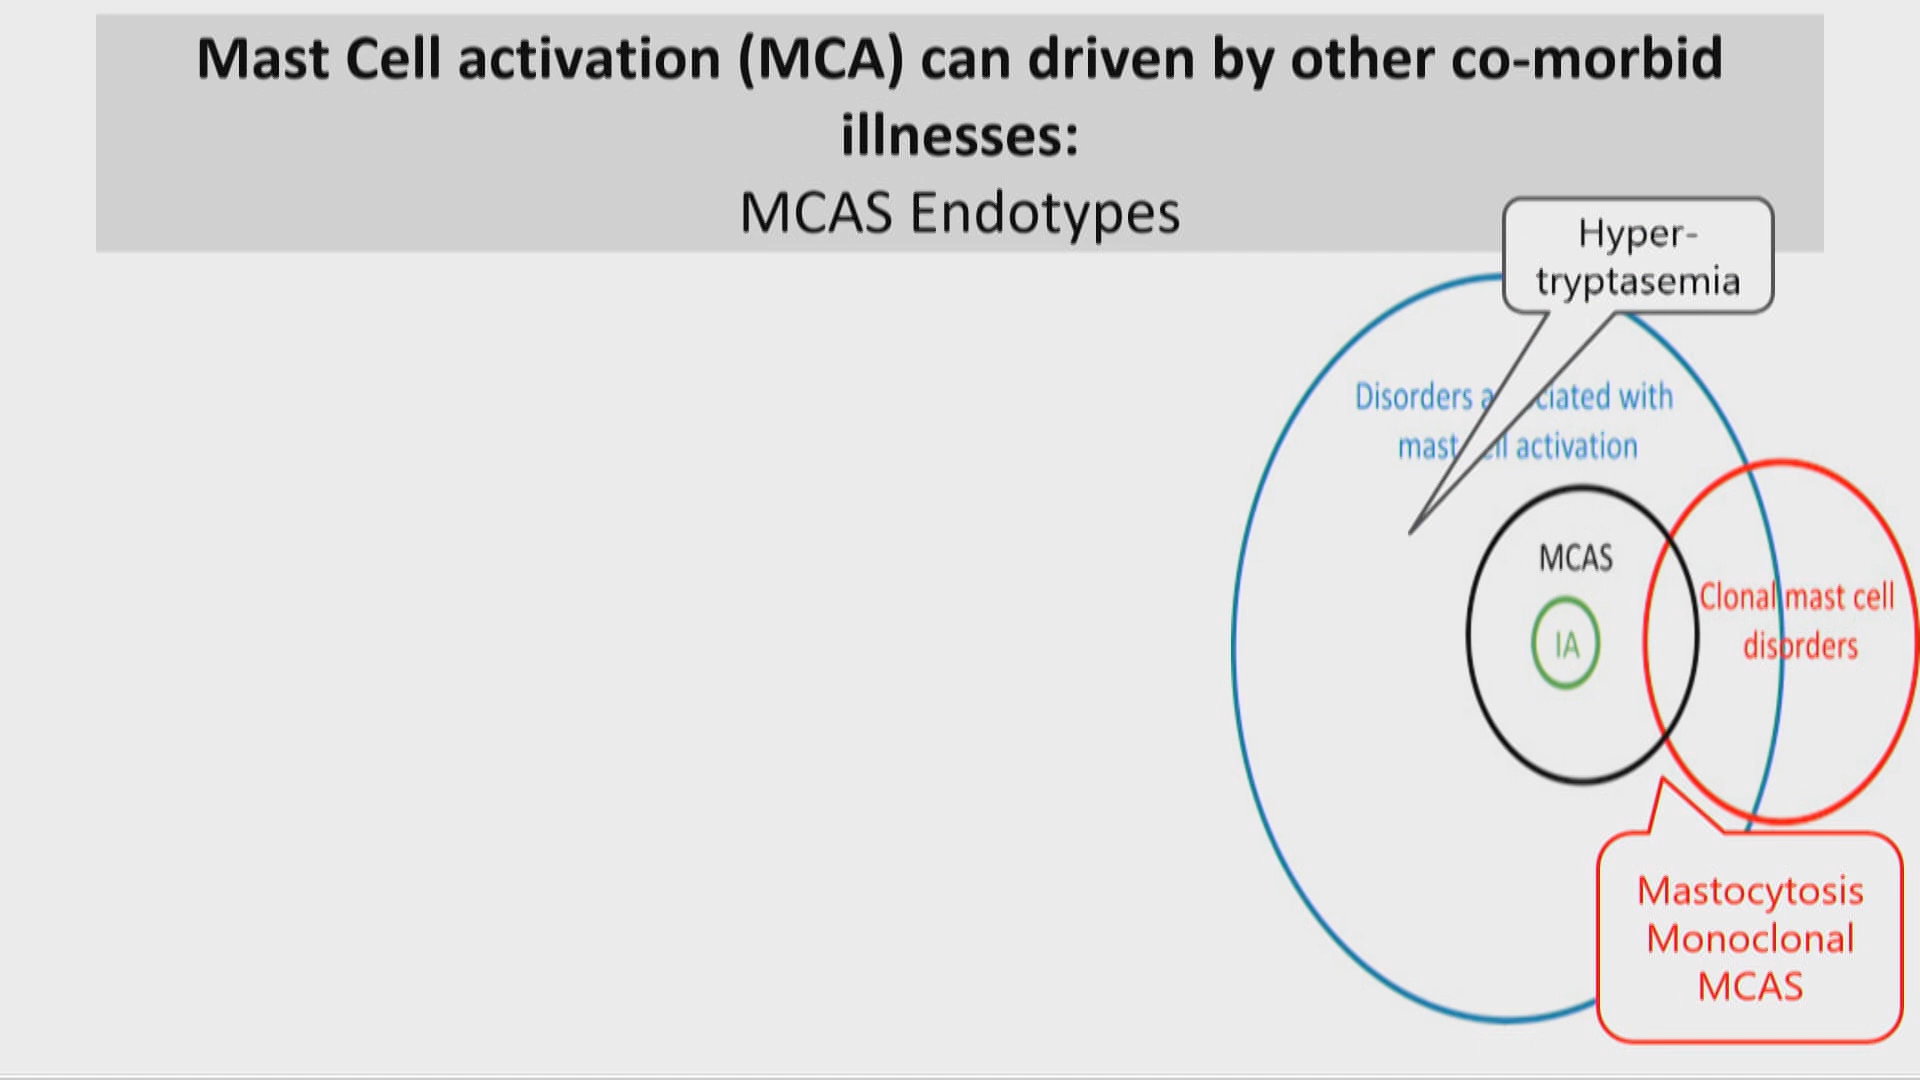 Mast Cell activation (MCA) can driven by other co-morbid
illnesses:
MCAS Endotypes
Hyper-
tryptasemia
Disorders a ciated with
mast ll activation
MCAS
IA
Clonal mast cell
disorders
Mastocytosis
Monoclonal
MCAS